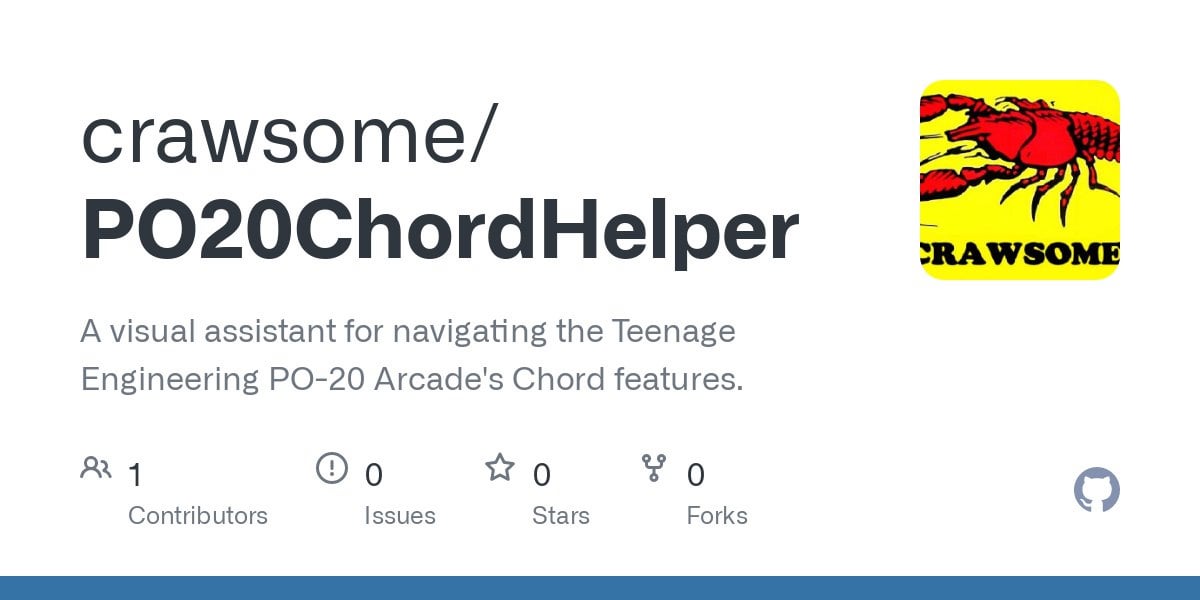 crawsome/
PO20ChordHelper
CRAWSOME
A visual assistant for navigating the Teenage
Engineering PO-20 Arcade's Chord features.
1
Contributors
0
Issues
0
Stars
0
Forks